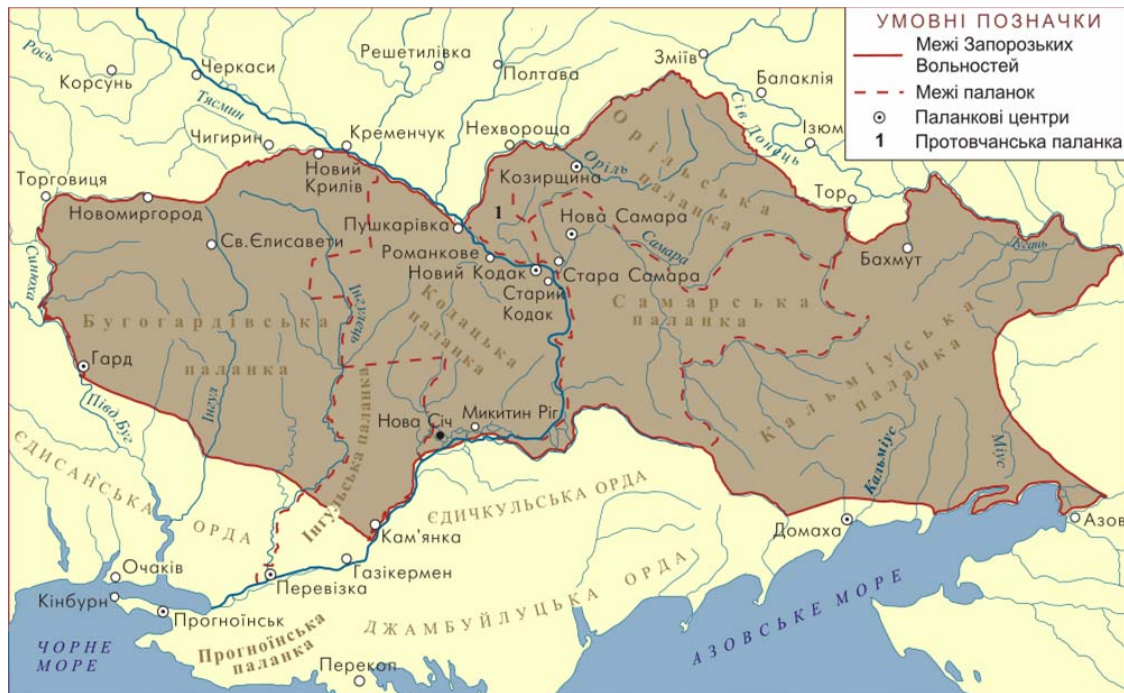 УМОВНІ ПОЗНАЧКИ
Межі Запорозьких
Вольностей
Межі паланок
Паланкові центри
1 Протовчанська паланка
Рось
Корсунь
Черкаси
Решетилівка
Полтава
Зміїв
Балаклія
Тясмин
Чигирин
Кременчук
Нехвороща
Сів. Донець
Ізюм
Орільська
паланка
Новий
Крилів
Козирщина
Оріль
Торговиця
Новомиргород
Тор
1
Нова Самара
Пушкарівка
Св.Єлисавети
Романкове
Самара
Бахмут
Лугань
Синюха
Новий Кодак
Стара Самара
Старий
Кодак
Інгулець
Кодацька
паланка
Самарська
паланка
Бугогардівська
паланка
Гард
Кальміуська
паланка
Півд.Буг
Інгул
Інгульська паланка
Нова Січ
Микитин Ріг
Кальміус
Міус
ЄДИСАНСЬКА ОРДА
ЄДИЧКУЛЬСЬКА ОРДА
Кам'янка
Домаха
Азов
Очаків
Перевізка
Газікермен
Кінбурн
Прогноїнськ
ДЖАМБУЙЛУЦЬКА ОРДА
Прогноїнська
паланка
ЧОРНЕ
МОРЕ
Перекоп
АЗОВСЬКЕ МОРЕ